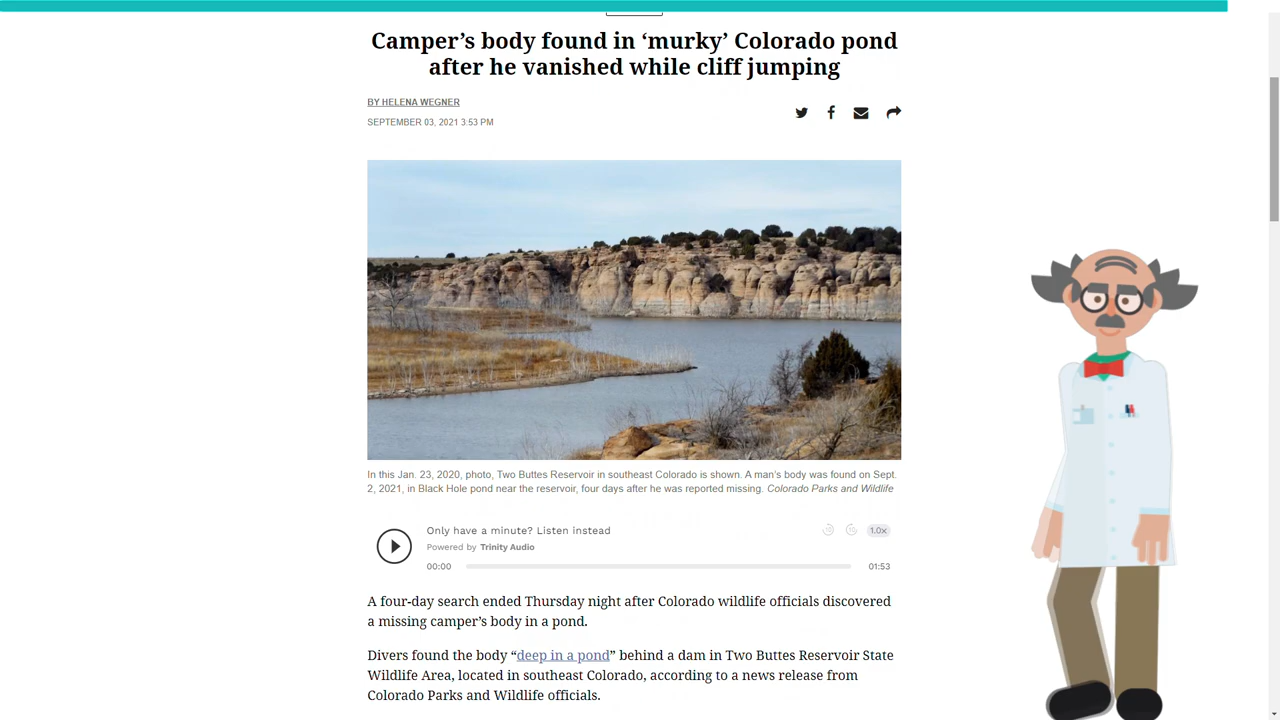 Camper’s body found in ‘murky’ Colorado pond
after he vanished while cliff jumping
BY HELENA WEGNER
SEPTEMBER 03, 2021 3:53 PM
In this Jan. 23, 2020, photo, Two Buttes Reservoir in southeast Colorado is shown. A man’s body was found on Sept.
2, 2021, in Black Hole pond near the reservoir, four days after he was reported missing. Colorado Parks and Wildlife
Only have a minute? Listen instead
Powered by Trinity Audio
1.0x
00:00
01:53
A four-day search ended Thursday night after Colorado wildlife officials discovered
a missing camper’s body in a pond.
Divers found the body “deep in a pond” behind a dam in Two Buttes Reservoir State
Wildlife Area, located in southeast Colorado, according to a news release from
Colorado Parks and Wildlife officials.